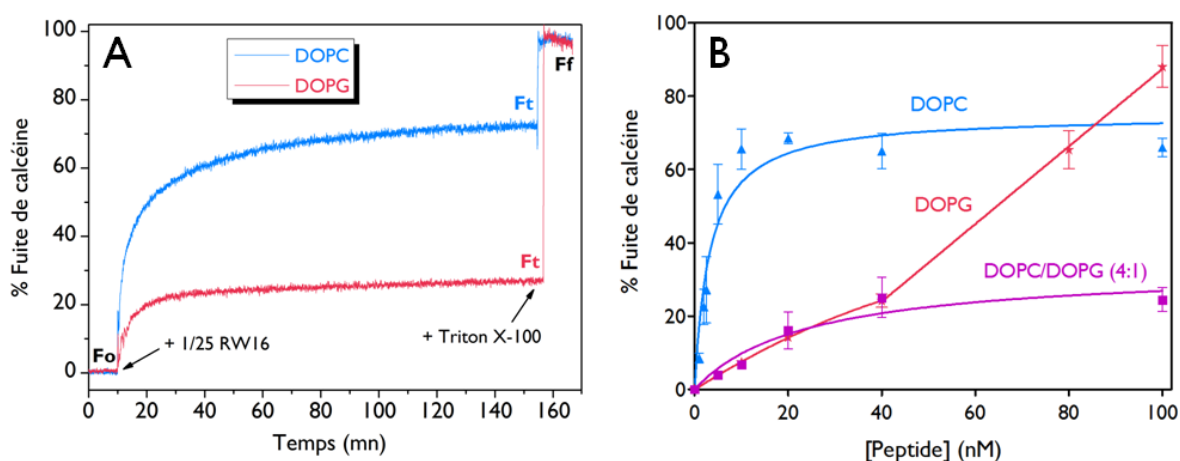 A
DOPC
DOPG
Fo
Ft
Ft
Ff
+ 1/25 RW16
+ Triton X-100
% Fuite de calcéine
100
80
60
40
20
0
0 20 40 60 80 100 120 140 160
Temps (mn)
B
DOPC
DOPG
DOPC/DOPG (4:1)
% Fuite de calcéine
100
80
60
40
20
0
0 20 40 60 80 100
[Peptide] (nM)